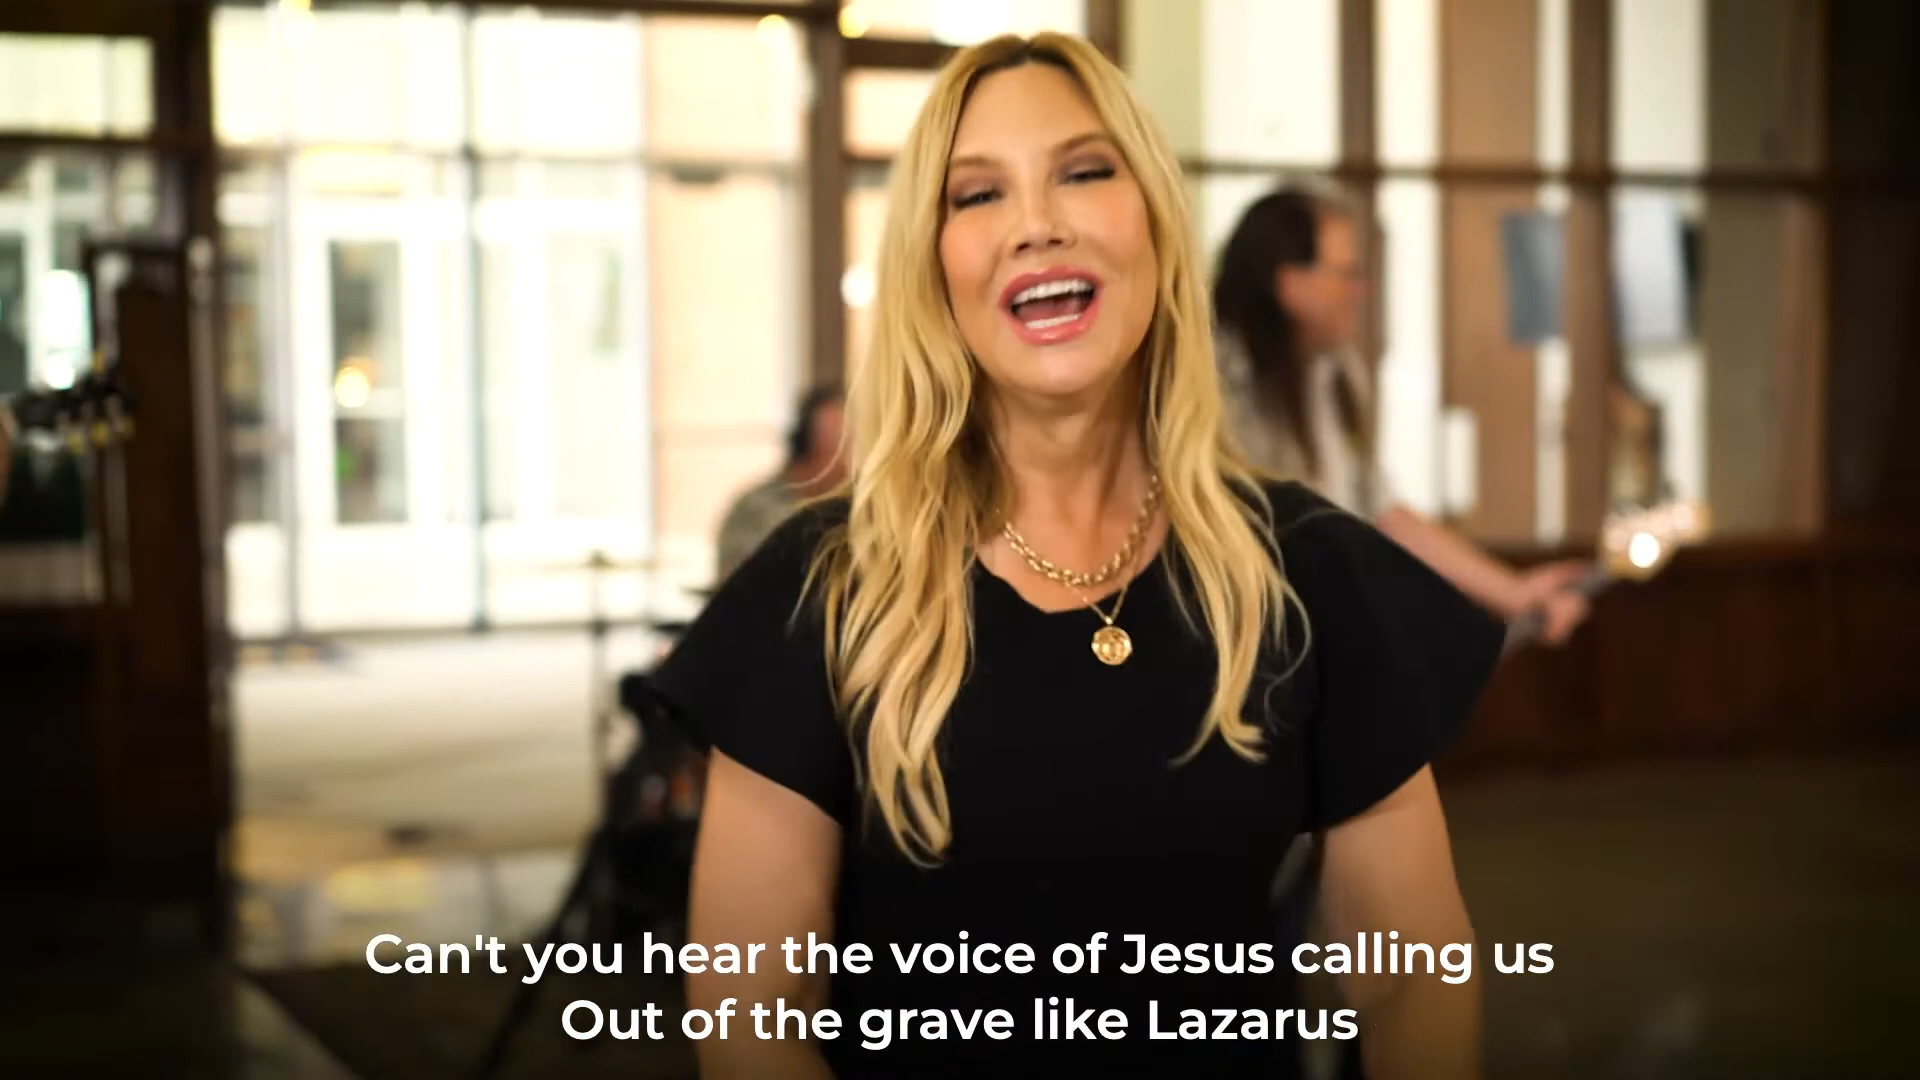 Can't you hear the voice of Jesus calling us
Out of the grave like Lazarus